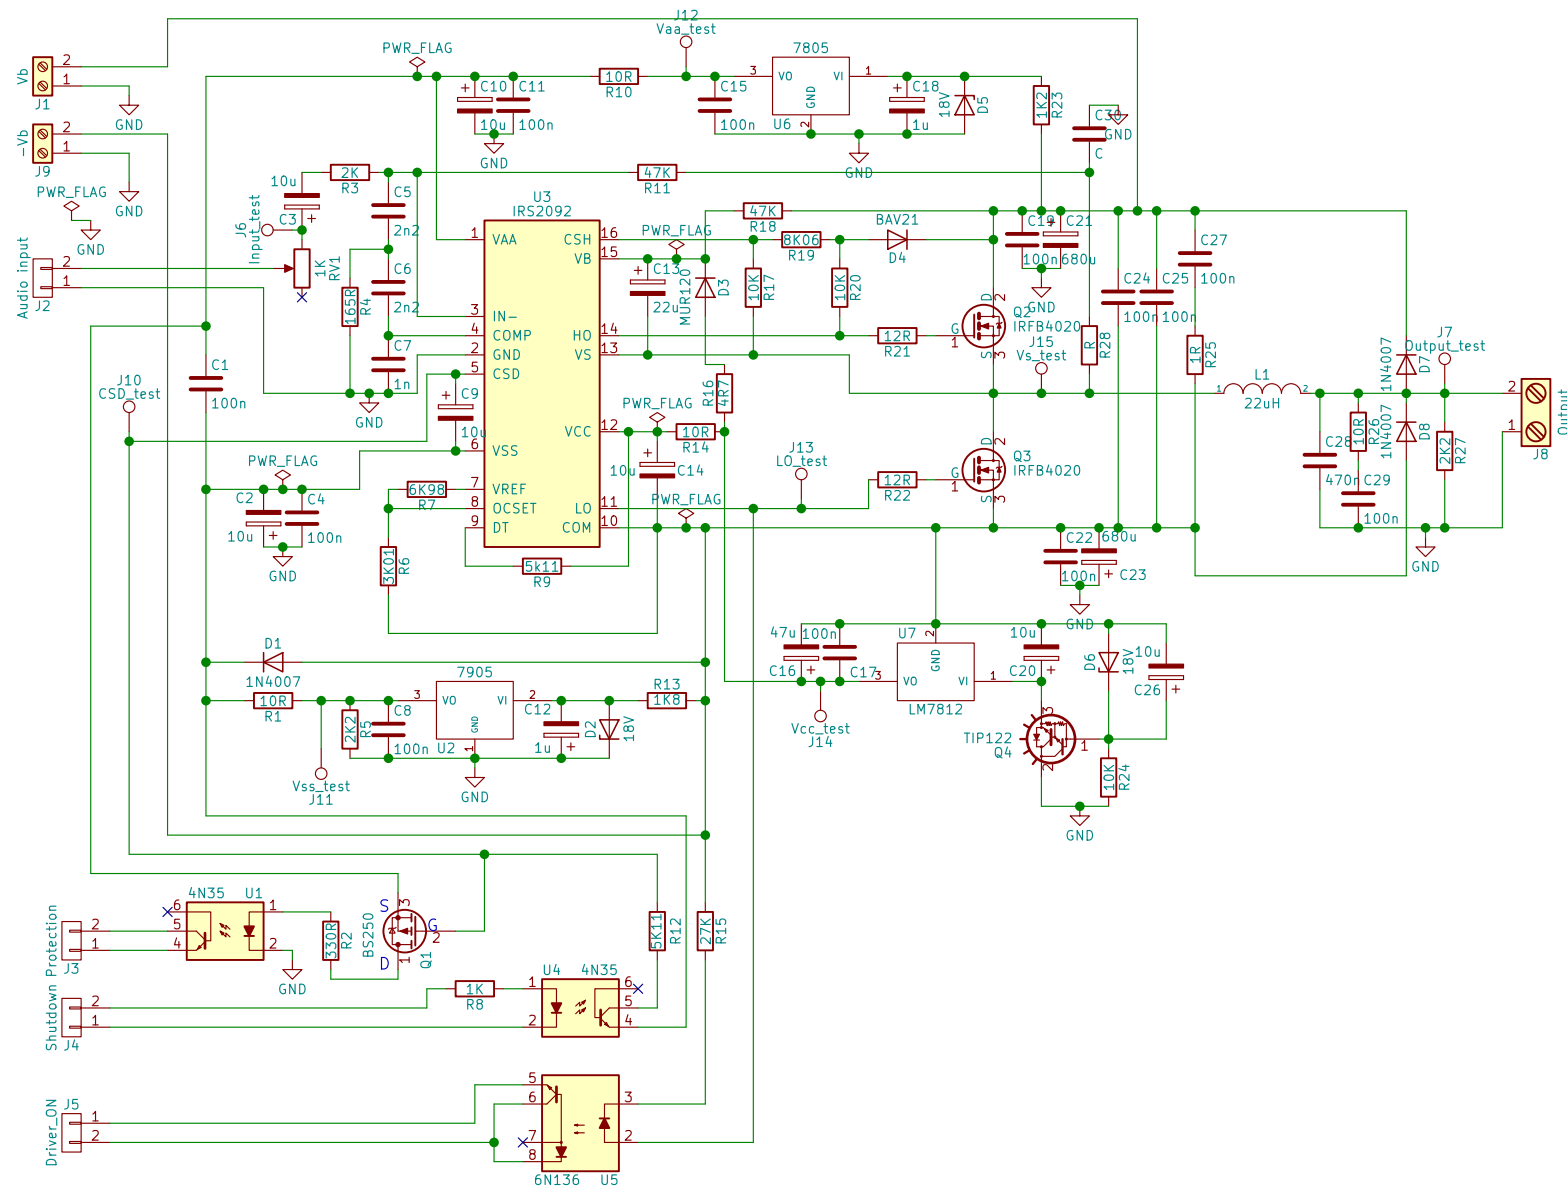 J12
Vaa_test
PWR_FLAG
7805
Vb
2
1
J1
GND
C10
10u
C11
100n
10R
R10
C15
100n
3
VO
VI
1
GND
2
U6
C18
1u
18V
D5
1K2
R23
C30
C
GND
GND
GND
-Vb
2
1
J9
GND
PWR_FLAG
GND
10u
C3
2K
R3
47K
R11
C5
2n2
J6
Input_test
1K
RV1
165R
R4
C6
2n2
C7
1n
GND
Audio input
2
1
J2
U3
IRS2092
1
VAA
3
IN-
4
COMP
2
GND
5
CSD
6
VSS
7
VREF
8
OCSET
9
DT
CSH
16
VB
15
HO
14
VS
13
VCC
12
LO
11
COM
10
PWR_FLAG
C13
22u
MUR120
D3
47K
R18
8K06
R19
10K
R17
10K
R20
BAV21
D4
12R
R21
G
1
D
2
S
3
Q2
IRFB4020
J15
Vs_test
C19
100n
C21
680u
GND
R
R28
C24
100n
C25
100n
C27
100n
1R
R25
1
L1
2
22uH
1N4007
D7
1N4007
D8
J7
Output_test
C28
470n
10R
R26
C29
100n
2K2
R27
GND
2
1
J8
Output
J10
CSD_test
C1
100n
C9
10u
PWR_FLAG
C2
10u
C4
100n
GND
6K98
R7
3K01
R6
5k11
R9
R16
4R7
PWR_FLAG
10R
R14
10u
C14
PWR_FLAG
J13
LO_test
12R
R22
G
1
D
2
S
3
Q3
IRFB4020
C22
100n
680u
C23
GND
D1
1N4007
10R
R1
2K2
R5
C8
100n
7905
3
VO
VI
2
GND
1
U2
GND
C12
1u
D2
18V
R13
1K8
Vss_test
J11
47u
C16
100n
C17
U7
2
GND
3
VO
VI
1
LM7812
Vcc_test
J14
10u
C20
D6
18V
10u
C26
TIP122
Q4
3
1
2
10K
R24
GND
4N35
U1
6
5
4
1
2
GND
330R
R2
BS250
S
3
G
2
D
1
Q1
Shutdown Protection
2
1
J3
2
1
J4
1K
R8
U4
4N35
1
2
6
5
4
5K11
R12
27K
R15
Driver_ON
J5
1
2
5
6
7
8
3
2
6N136
U5